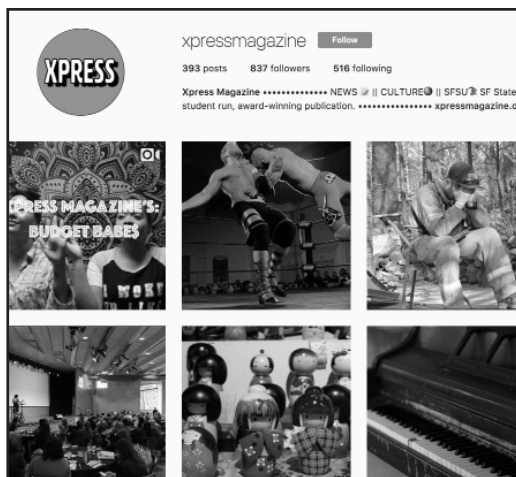 XPRESS
xpressmagazine Follow
393 posts 837 followers 516 following
Xpress Magazine •••••••••••••• NEWS || CULTURE || SFSU SF State
student run, award-winning publication. ••••••••••••••••• xpressmagazine.o
XPRESS MAGAZINE'S:
BUDGET BABES